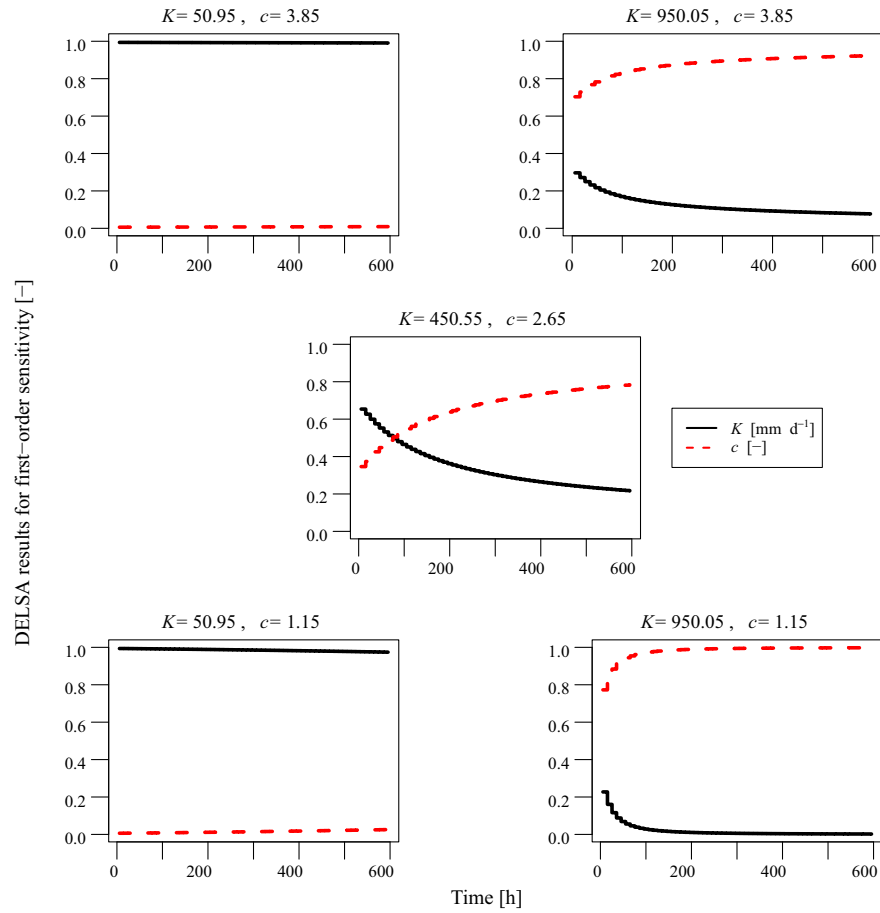 K= 50.95 , c= 3.85
1.0
0.8
0.6
0.4
0.2
0.0
0 200 400 600
K= 950.05 , c= 3.85
1.0
0.8
0.6
0.4
0.2
0.0
0 200 400 600
DELSA results for first−order sensitivity [−]
K= 450.55 , c= 2.65
1.0
0.8
0.6
0.4
0.2
0.0
0 200 400 600
K [mm d⁻¹]
c [−]
K= 50.95 , c= 1.15
1.0
0.8
0.6
0.4
0.2
0.0
0 200 400 600
K= 950.05 , c= 1.15
1.0
0.8
0.6
0.4
0.2
0.0
0 200 400 600
Time [h]